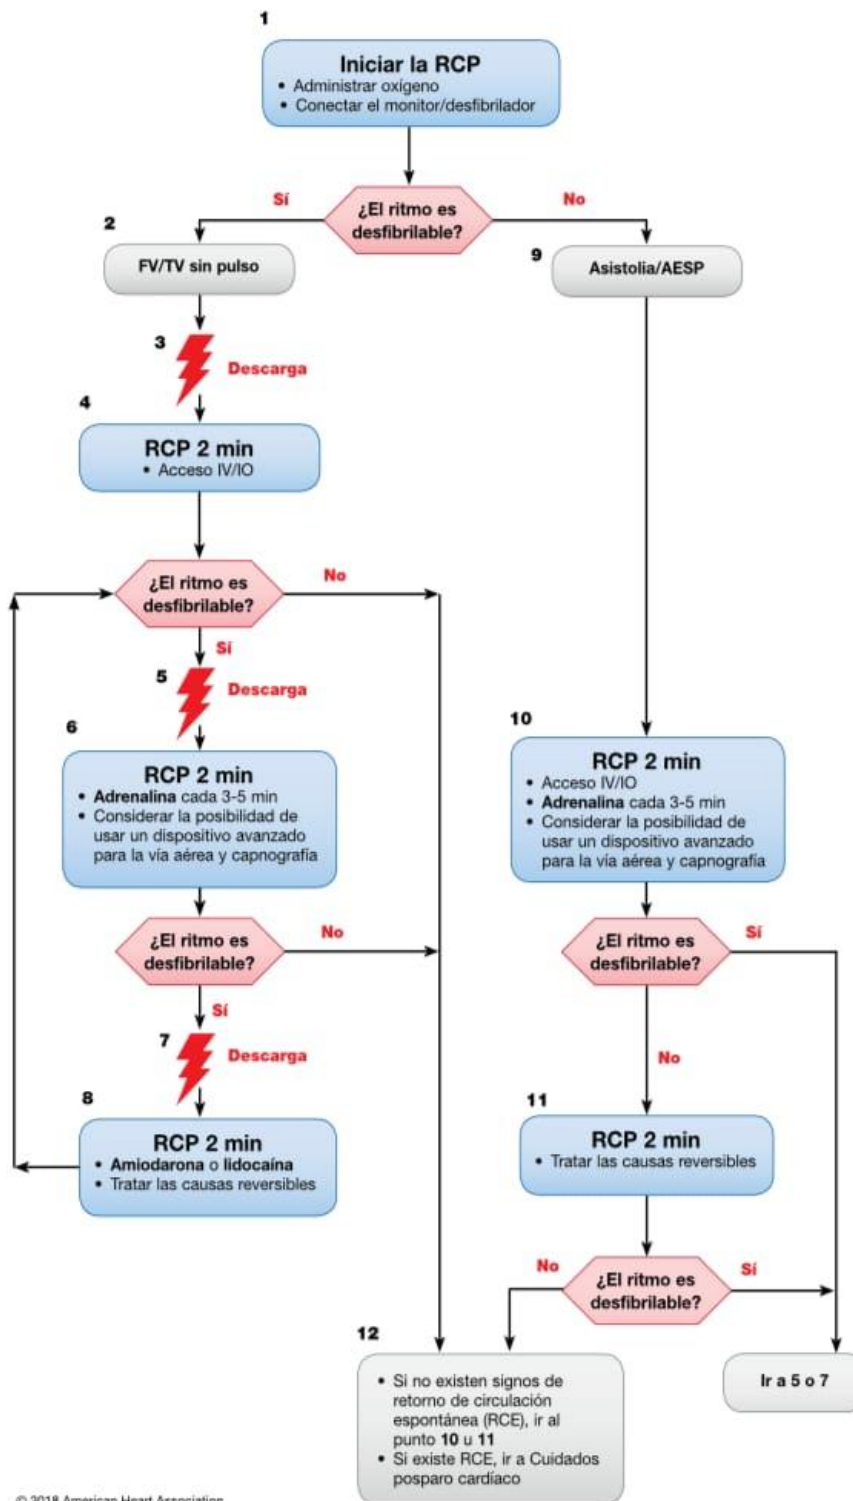 1
Iniciar la RCP
• Administrar oxígeno
• Conectar el monitor/desfibrilador
¿El ritmo es
desfibrilable?
Sí
No
2
FV/TV sin pulso
9
Asistolia/AESP
3
Descarga
4
RCP 2 min
• Acceso IV/IO
¿El ritmo es
desfibrilable?
No
Sí
5
Descarga
6
RCP 2 min
• Adrenalina cada 3-5 min
• Considerar la posibilidad de
usar un dispositivo avanzado
para la vía aérea y capnografía
10
RCP 2 min
• Acceso IV/IO
• Adrenalina cada 3-5 min
• Considerar la posibilidad de
usar un dispositivo avanzado
para la vía aérea y capnografía
¿El ritmo es
desfibrilable?
No
Sí
¿El ritmo es
desfibrilable?
Sí
No
7
Descarga
8
RCP 2 min
• Amiodarona o lidocaína
• Tratar las causas reversibles
11
RCP 2 min
• Tratar las causas reversibles
¿El ritmo es
desfibrilable?
No
Sí
12
• Si no existen signos de
retorno de circulación
espontánea (RCE), ir al
punto 10 u 11
• Si existe RCE, ir a Cuidados
posparo cardíaco
Ir a 5 o 7
© 2018 American Heart Association